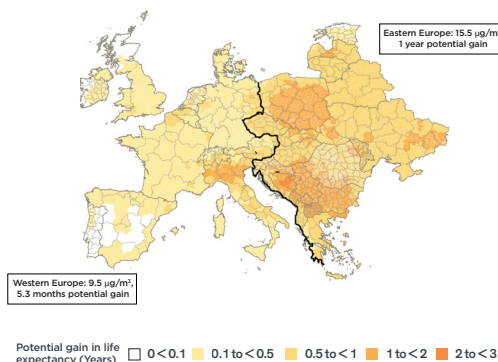 Eastern Europe: 15.5 μg/m
1 year potential gain
Western Europe: 9.5 μg/m³,
5.3 months potential gain
Potential gain in life
expectancy (Years)
0 < 0.1
0.1 to < 0.5
0.5 to < 1
1 to < 2
2 to < 3